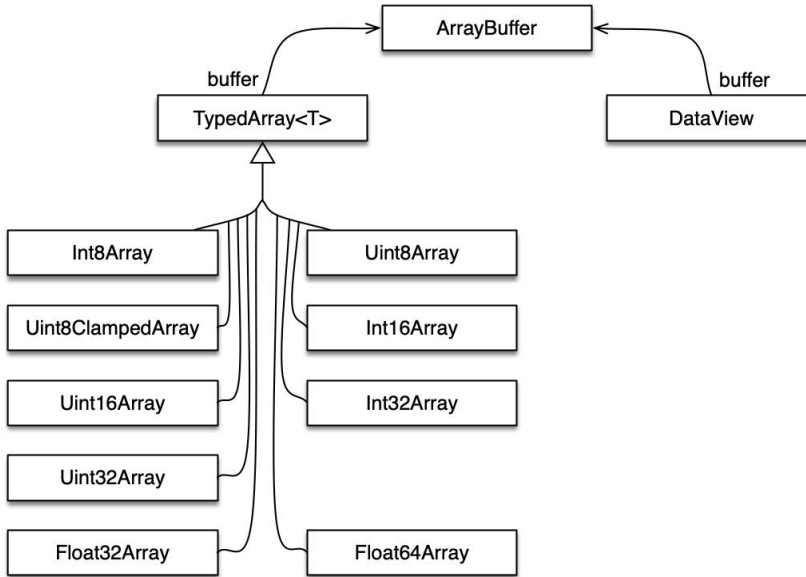 ArrayBuffer
buffer
buffer
TypedArray<T>
DataView
Int8Array
Uint8Array
Uint8ClampedArray
Int16Array
Uint16Array
Int32Array
Uint32Array
Float32Array
Float64Array